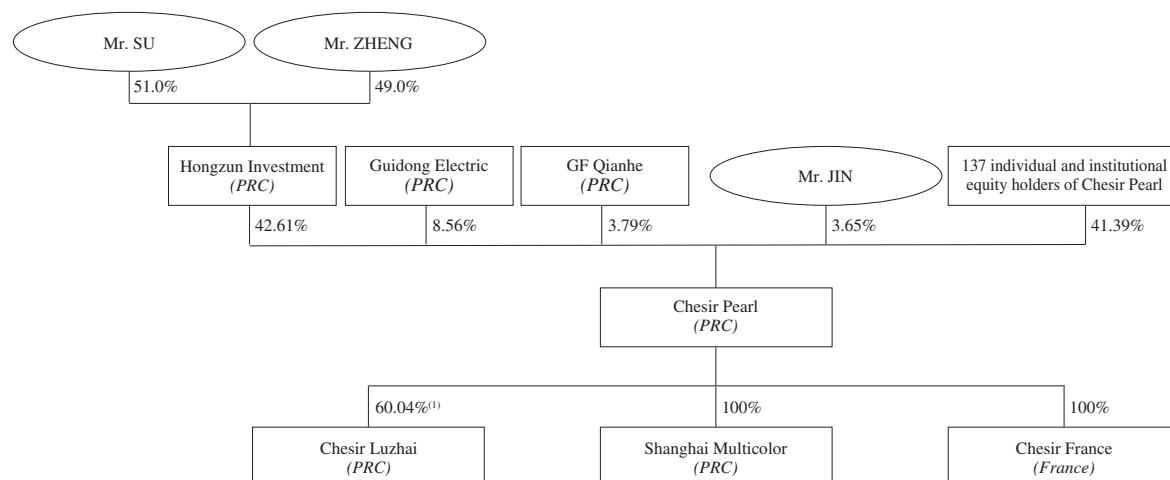 Mr. SU
Mr. ZHENG
51.0%
49.0%
Hongzun Investment
(PRC)
Guidong Electric
(PRC)
GF Qianhe
(PRC)
Mr. JIN
137 individual and institutional
equity holders of Chesir Pearl
42.61%
8.56%
3.79%
3.65%
41.39%
Chesir Pearl
(PRC)
60.04%(1)
100%
100%
Chesir Luzhai
(PRC)
Shanghai Multicolor
(PRC)
Chesir France
(France)